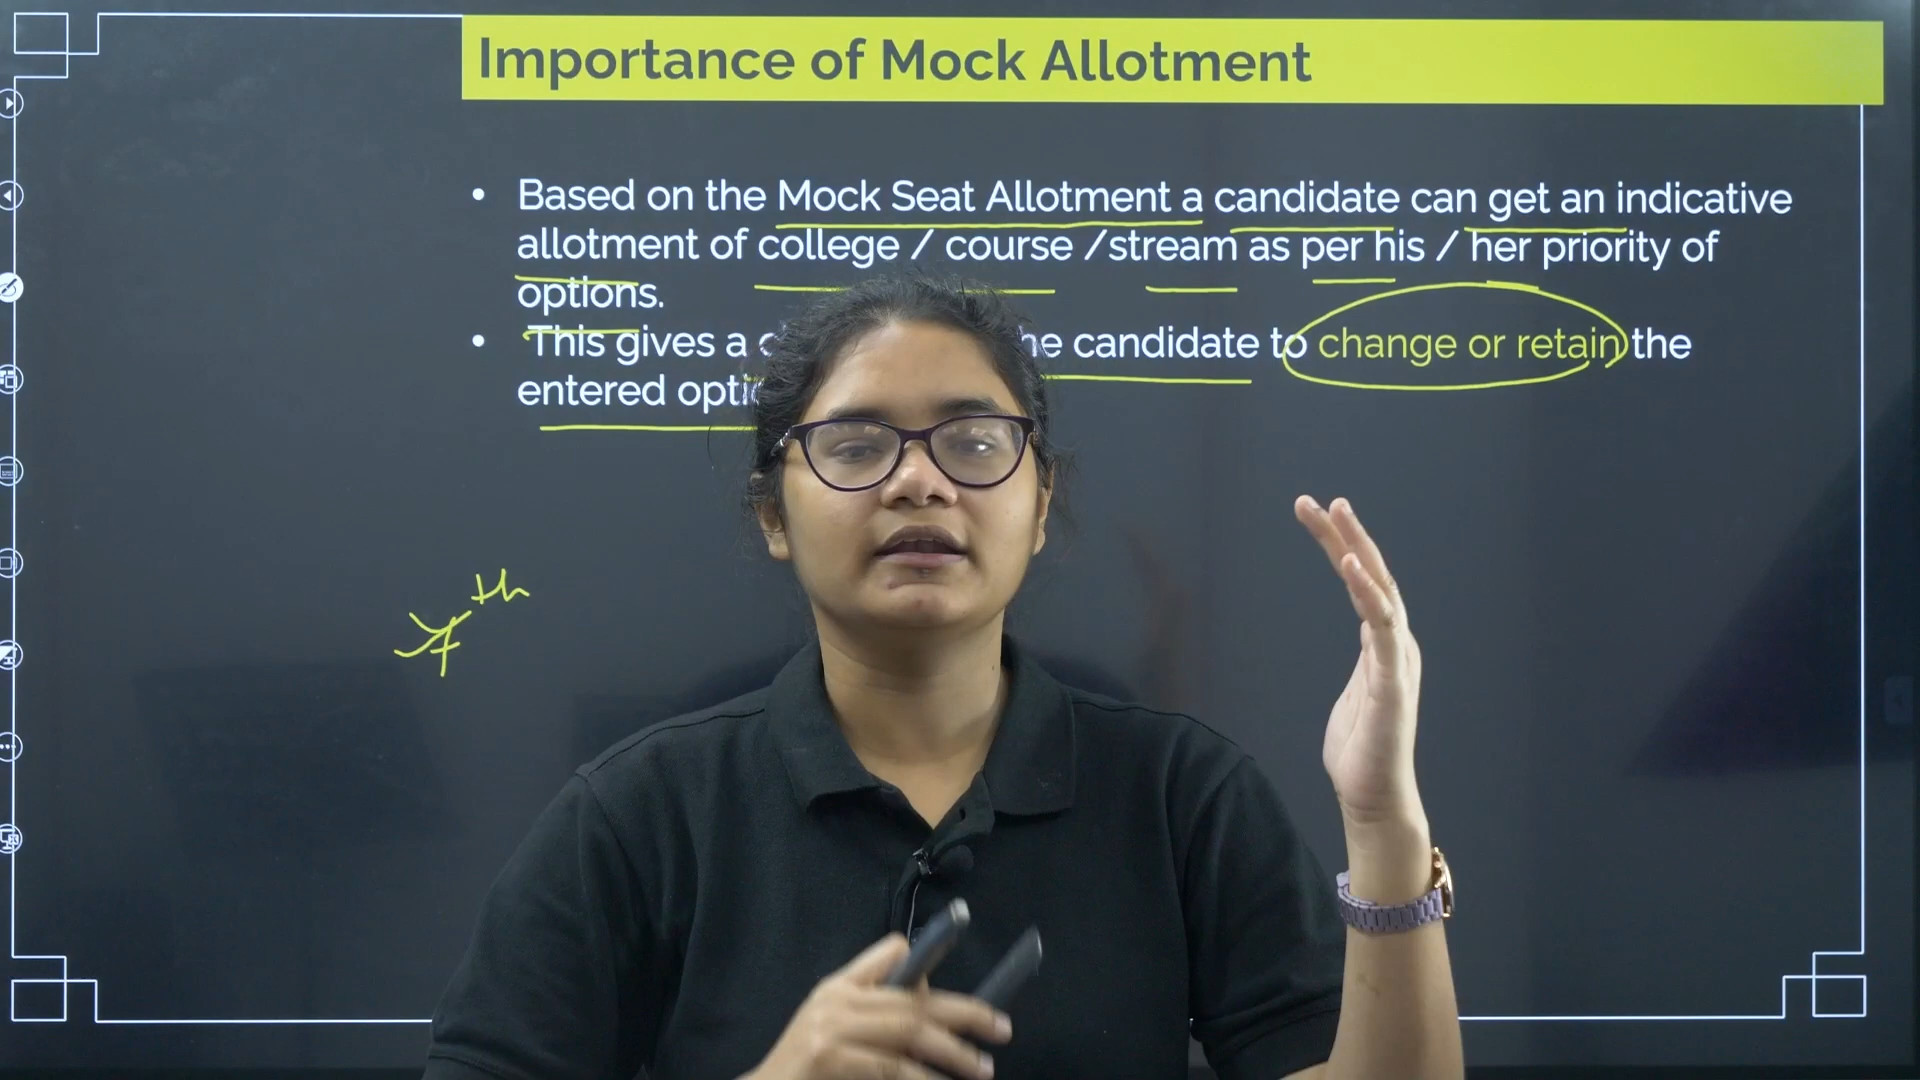 Importance of Mock Allotment
• Based on the Mock Seat Allotment a candidate can get an indicative
allotment of college / course /stream as per his / her priority of
options.
• This gives a candidate to change or retain the
entered
7th